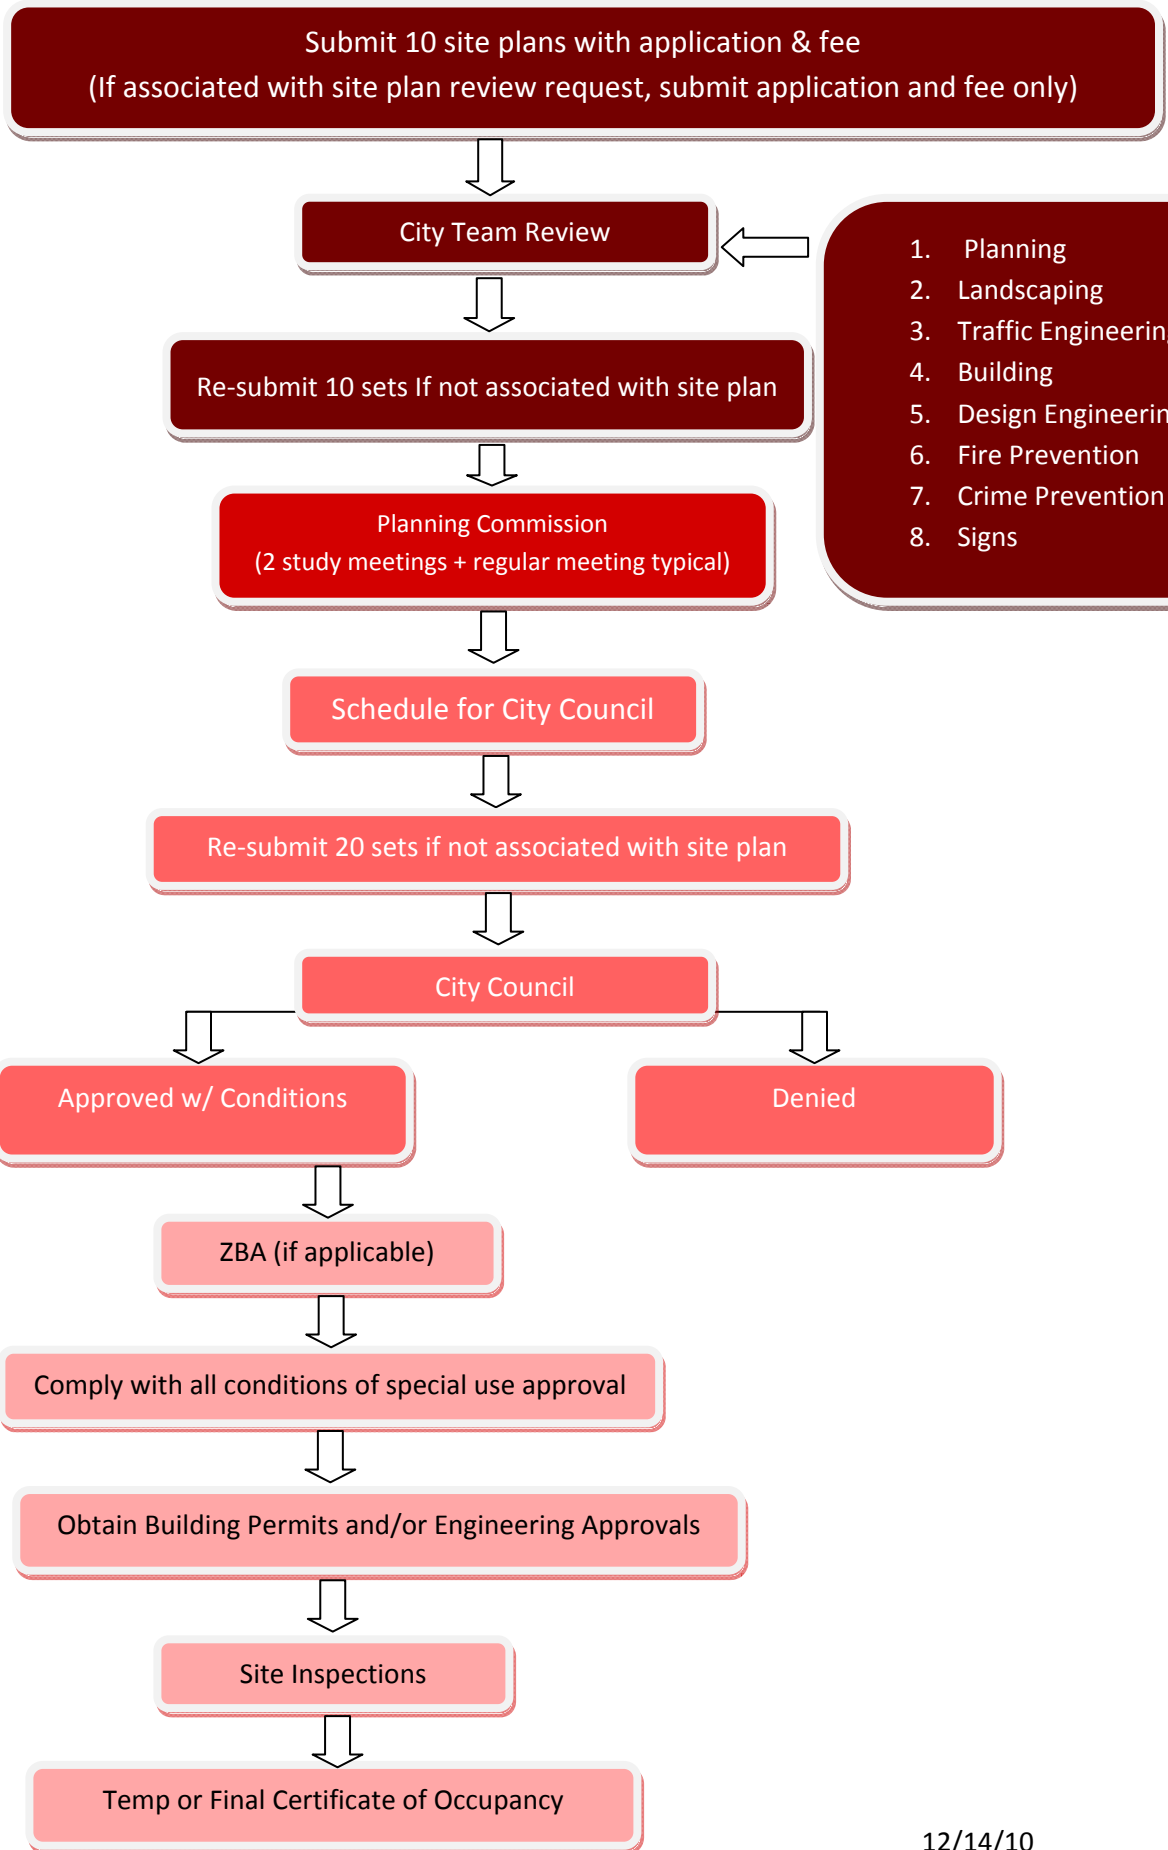 Submit 10 site plans with application & fee
(If associated with site plan review request, submit application and fee only)
City Team Review
1. Planning
2. Landscaping
3. Traffic Engineering
4. Building
5. Design Engineerin
6. Fire Prevention
7. Crime Prevention
8. Signs
Re-submit 10 sets If not associated with site plan
Planning Commission
(2 study meetings + regular meeting typical)
Schedule for City Council
Re-submit 20 sets if not associated with site plan
City Council
Approved w/ Conditions
Denied
ZBA (if applicable)
Comply with all conditions of special use approval
Obtain Building Permits and/or Engineering Approvals
Site Inspections
Temp or Final Certificate of Occupancy
12/14/10